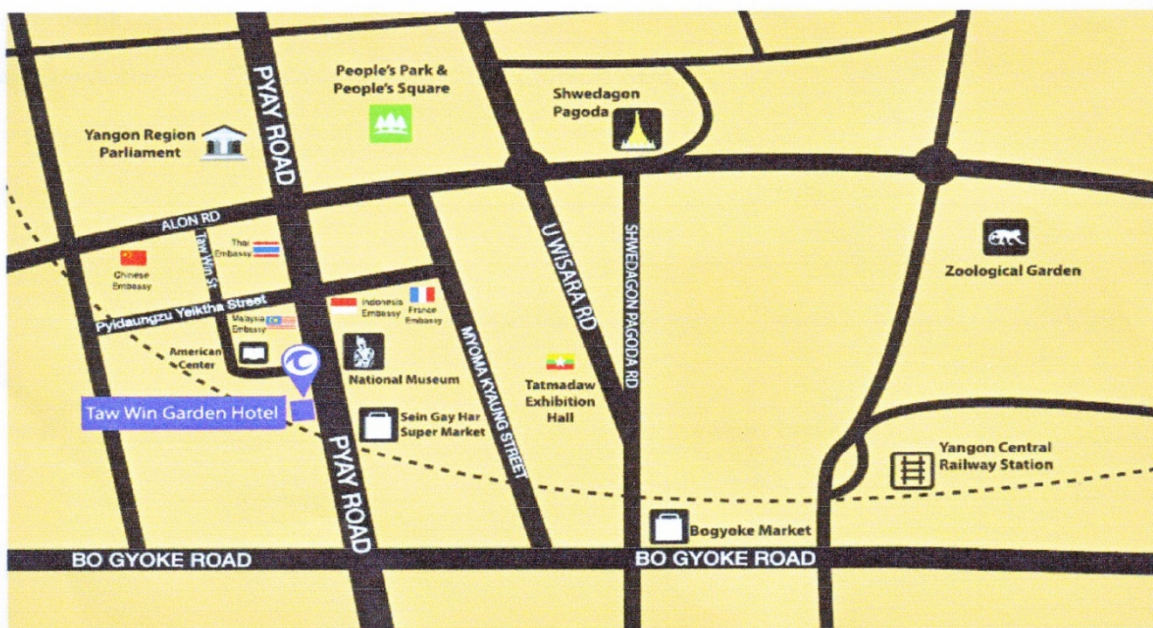 PYAY ROAD
People's Park &
People's Square
Shwedagon
Pagoda
Yangon Region
Parliament
ALON RD
Taw Win St
Thai
Embassy
Chinese
Embassy
U WISARA RD
SHWEDAGON PAGODA RD
Zoological Garden
Pyidaungzu Yeiktha Street
Malaysia
Embassy
Indonesia
Embassy
France
Embassy
American
Center
National Museum
MYOMA KYAUNG STREET
Tatmadaw
Exhibition
Hall
Taw Win Garden Hotel
Sein Gay Har
Super Market
PYAY ROAD
Yangon Central
Railway Station
Bogyoke Market
BO GYOKE ROAD
BO GYOKE ROAD